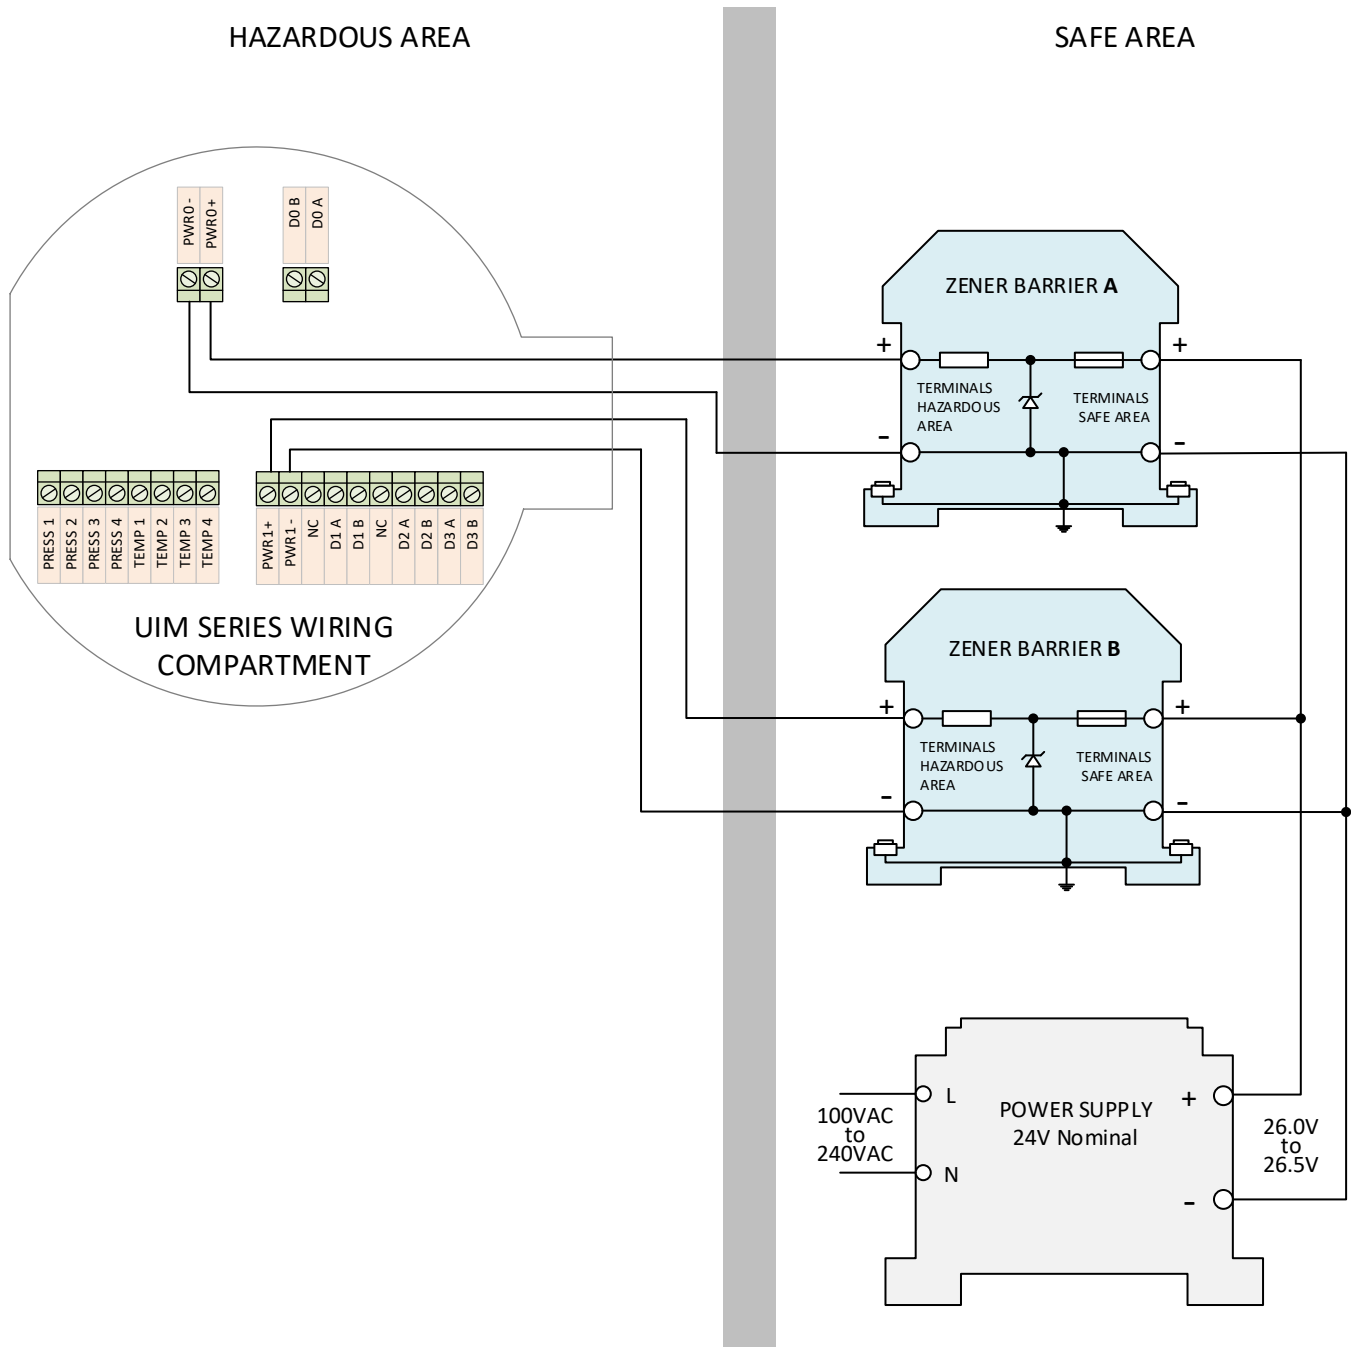 HAZARDOUS AREA
SAFE AREA
PWR0 -
PWR0 +
D0 B
D0 A
ZENER BARRIER A
+
+
TERMINALS
HAZARDOUS
AREA
TERMINALS
SAFE AREA
-
-
PRESS 1
PRESS 2
PRESS 3
PRESS 4
TEMP 1
TEMP 2
TEMP 3
TEMP 4
PWR1+
PWR1 -
NC
D1 A
D1 B
NC
D2 A
D2 B
D3 A
D3 B
UIM SERIES WIRING
COMPARTMENT
ZENER BARRIER B
+
+
TERMINALS
HAZARDOUS
AREA
TERMINALS
SAFE AREA
-
-
L
N
100VAC
to
240VAC
POWER SUPPLY
24V Nominal
+
-
26.0V
to
26.5V